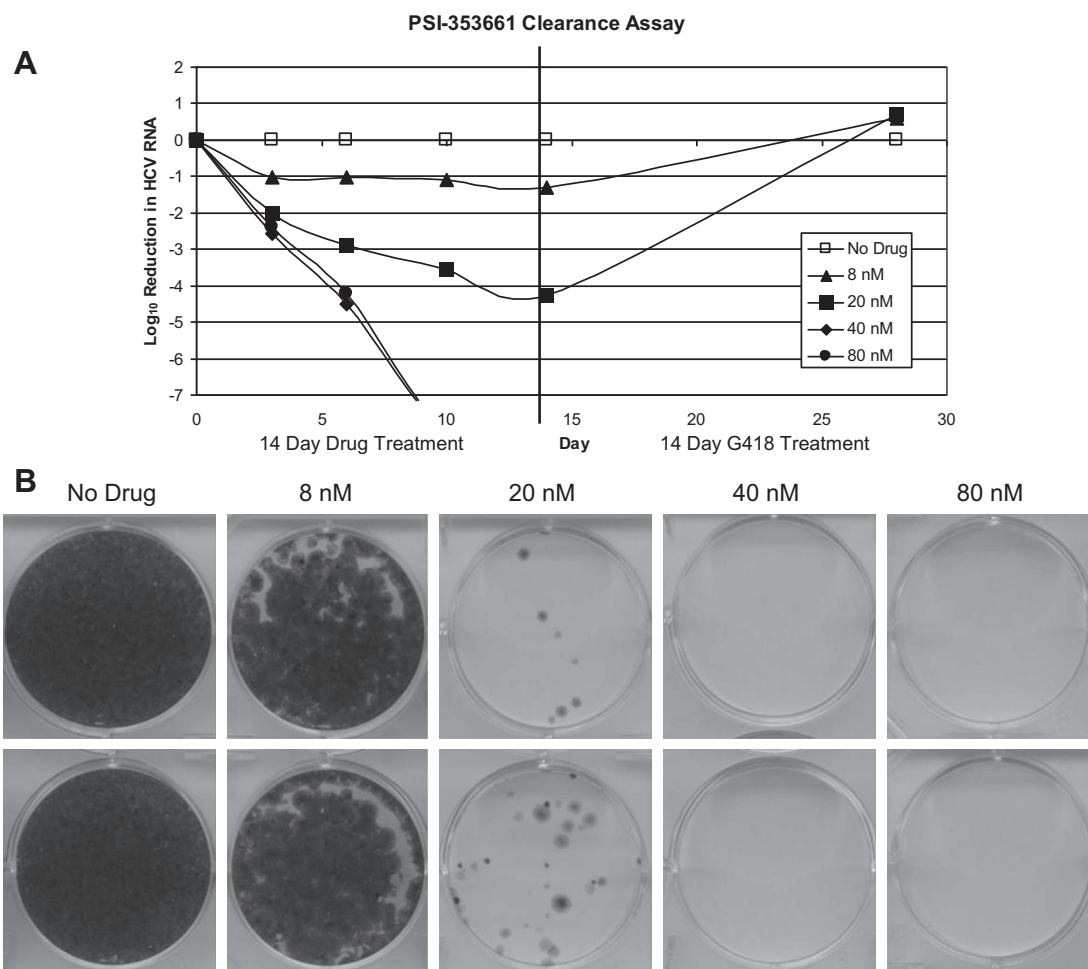 PSI-353661 Clearance Assay
A
Log₁₀ Reduction in HCV RNA
2
1
0
-1
-2
-3
-4
-5
-6
-7
No Drug
8 nM
20 nM
40 nM
80 nM
0 5 10 15 20 25 30
14 Day Drug Treatment Day 14 Day G418 Treatment
B
No Drug 8 nM 20 nM 40 nM 80 nM